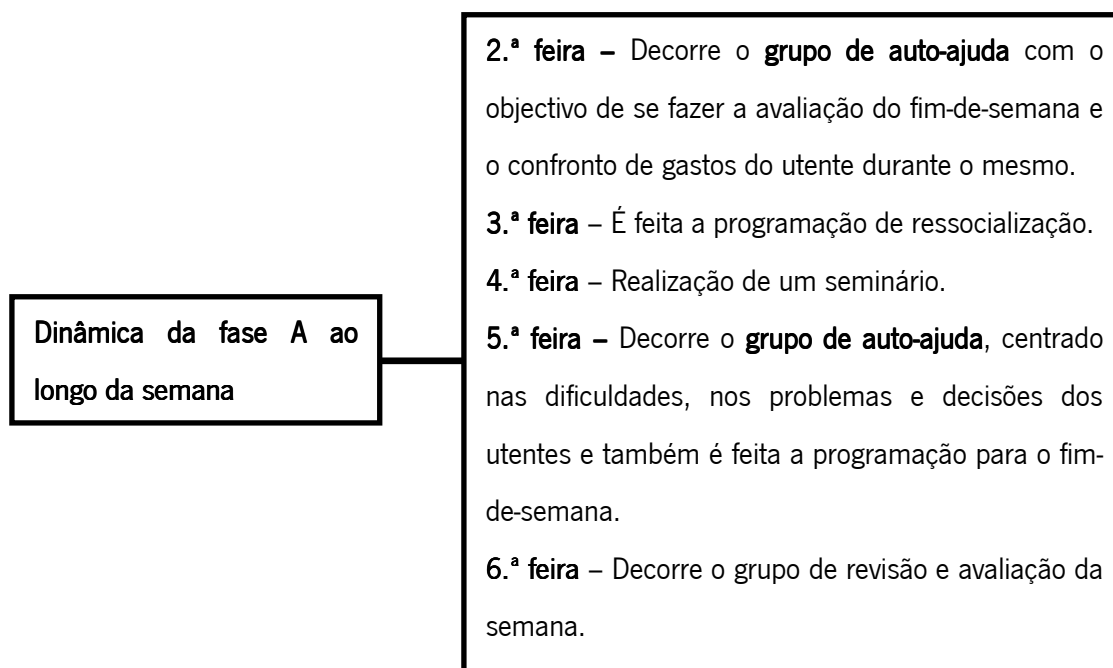 Dinâmica da fase A ao
longo da semana
2.ª feira – Decorre o grupo de auto-ajuda com o
objectivo de se fazer a avaliação do fim-de-semana e
o confronto de gastos do utente durante o mesmo.
3.ª feira – É feita a programação de ressocialização.
4.ª feira – Realização de um seminário.
5.ª feira – Decorre o grupo de auto-ajuda, centrado
nas dificuldades, nos problemas e decisões dos
utentes e também é feita a programação para o fim-
de-semana.
6.ª feira – Decorre o grupo de revisão e avaliação da
semana.